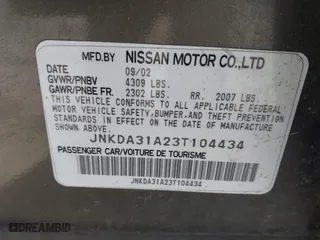 MFD.BY NISSAN MOTOR CO.,LTD
DATE 09/02
GVWR/PNBV 4309 LBS.
GAWR/PNBE FR. 2302 LBS. RR. 2007 LBS.
THIS VEHICLE CONFORMS TO ALL APPLICABLE FEDERAL
MOTOR VEHICLE SAFETY,BUMPER,AND THEFT PREVENTION
STANDARDS IN EFFECT ON THE DATE OF MANUFACTURE
SHOWN ABOVE.
JNKDA31A23T104434
PASSENGER CAR/VOITURE DE TOURISME
JNKDA31A23T104434
DREAMBID